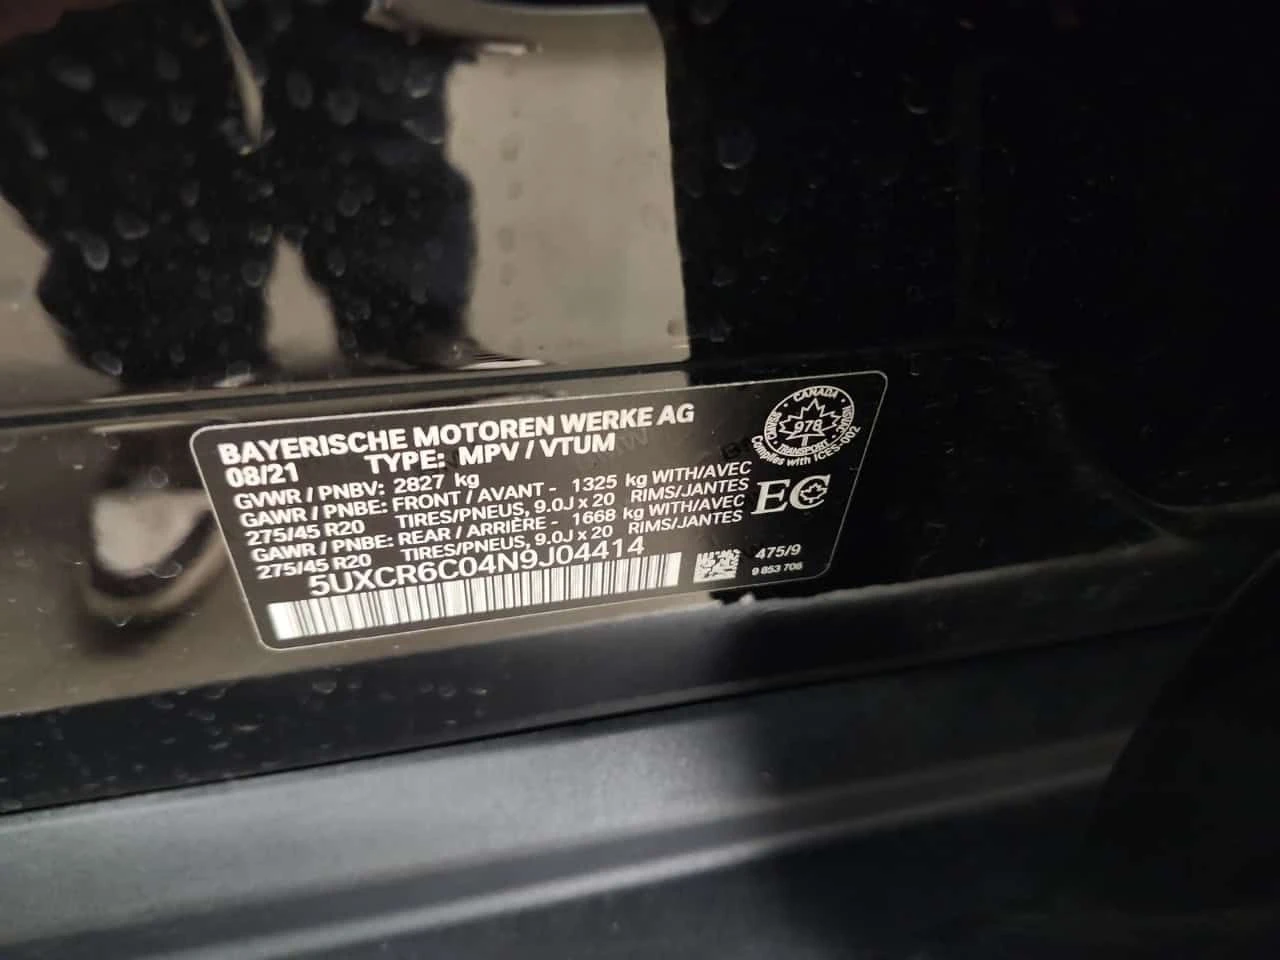 BAYERISCHE MOTOREN WERKE AG
08/21 TYPE: MPV / VTUM
GVWR / PNBV: 2827 kg
GAWR / PNBE: FRONT / AVANT - 1325 kg WITH/AVEC
275/45 R20 TIRES/PNEUS, 9.0J x 20 RIMS/JANTES
GAWR / PNBE: REAR / ARRIÈRE - 1668 kg WITH/AVEC
275/45 R20 TIRES/PNEUS, 9.0J x 20 RIMS/JANTES
5UXCR6C04N9J04414
CANADA
978
TRANSPORT
Complies with ICES-002
EC
475/9
9 853 706